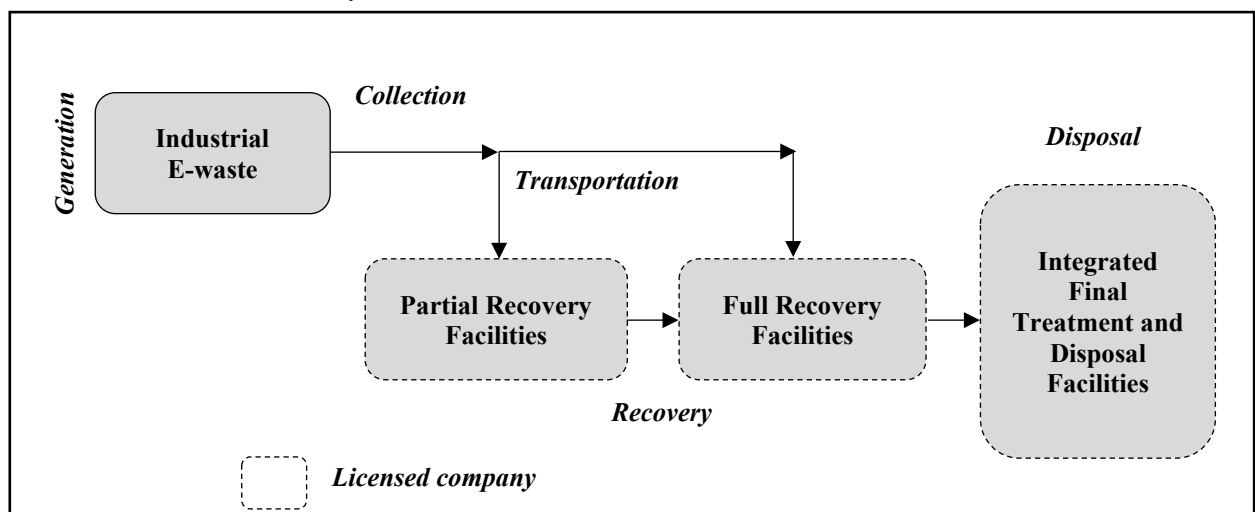 Generation
Industrial
E-waste
Collection
Transportation
Disposal
Partial Recovery
Facilities
Full Recovery
Facilities
Integrated
Final
Treatment and
Disposal
Facilities
Recovery
Licensed company